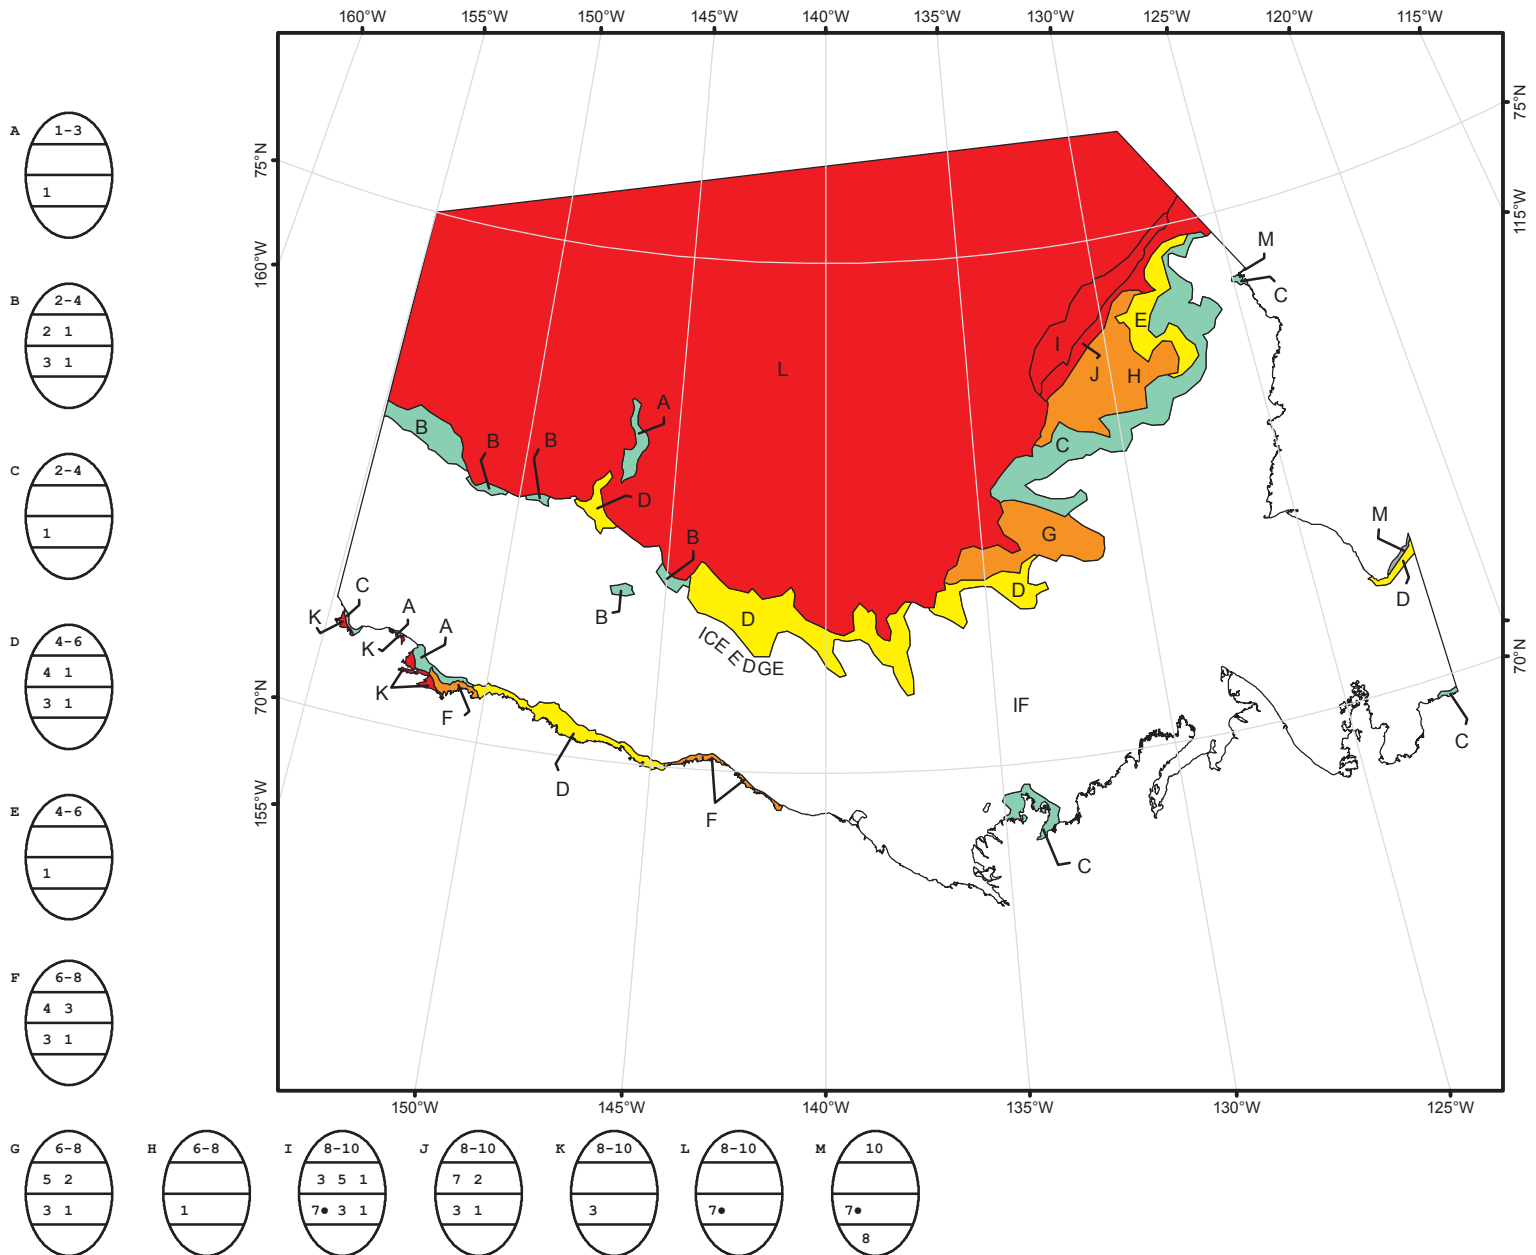 160°W 155°W 150°W 145°W 140°W 135°W 130°W 125°W 120°W 115°W
75°N
160°W
70°N
155°W
75°N
115°W
70°N
150°W 145°W 140°W 135°W 130°W 125°W
A
1-3
1
B
2-4
2 1
3 1
C
2-4
1
D
4-6
4 1
3 1
E
4-6
1
F
6-8
4 3
3 1
M
C
E
I
J
H
L
A
B
B
B
C
D
G
M
B
D
D
D
B
C
K
A
K
A
ICE EDGE
K
F
IF
C
D
F
C
G
6-8
5 2
3 1
H
6-8
1
I
8-10
3 5 1
7● 3 1
J
8-10
7 2
3 1
K
8-10
3
L
8-10
7●
M
10
7●
8